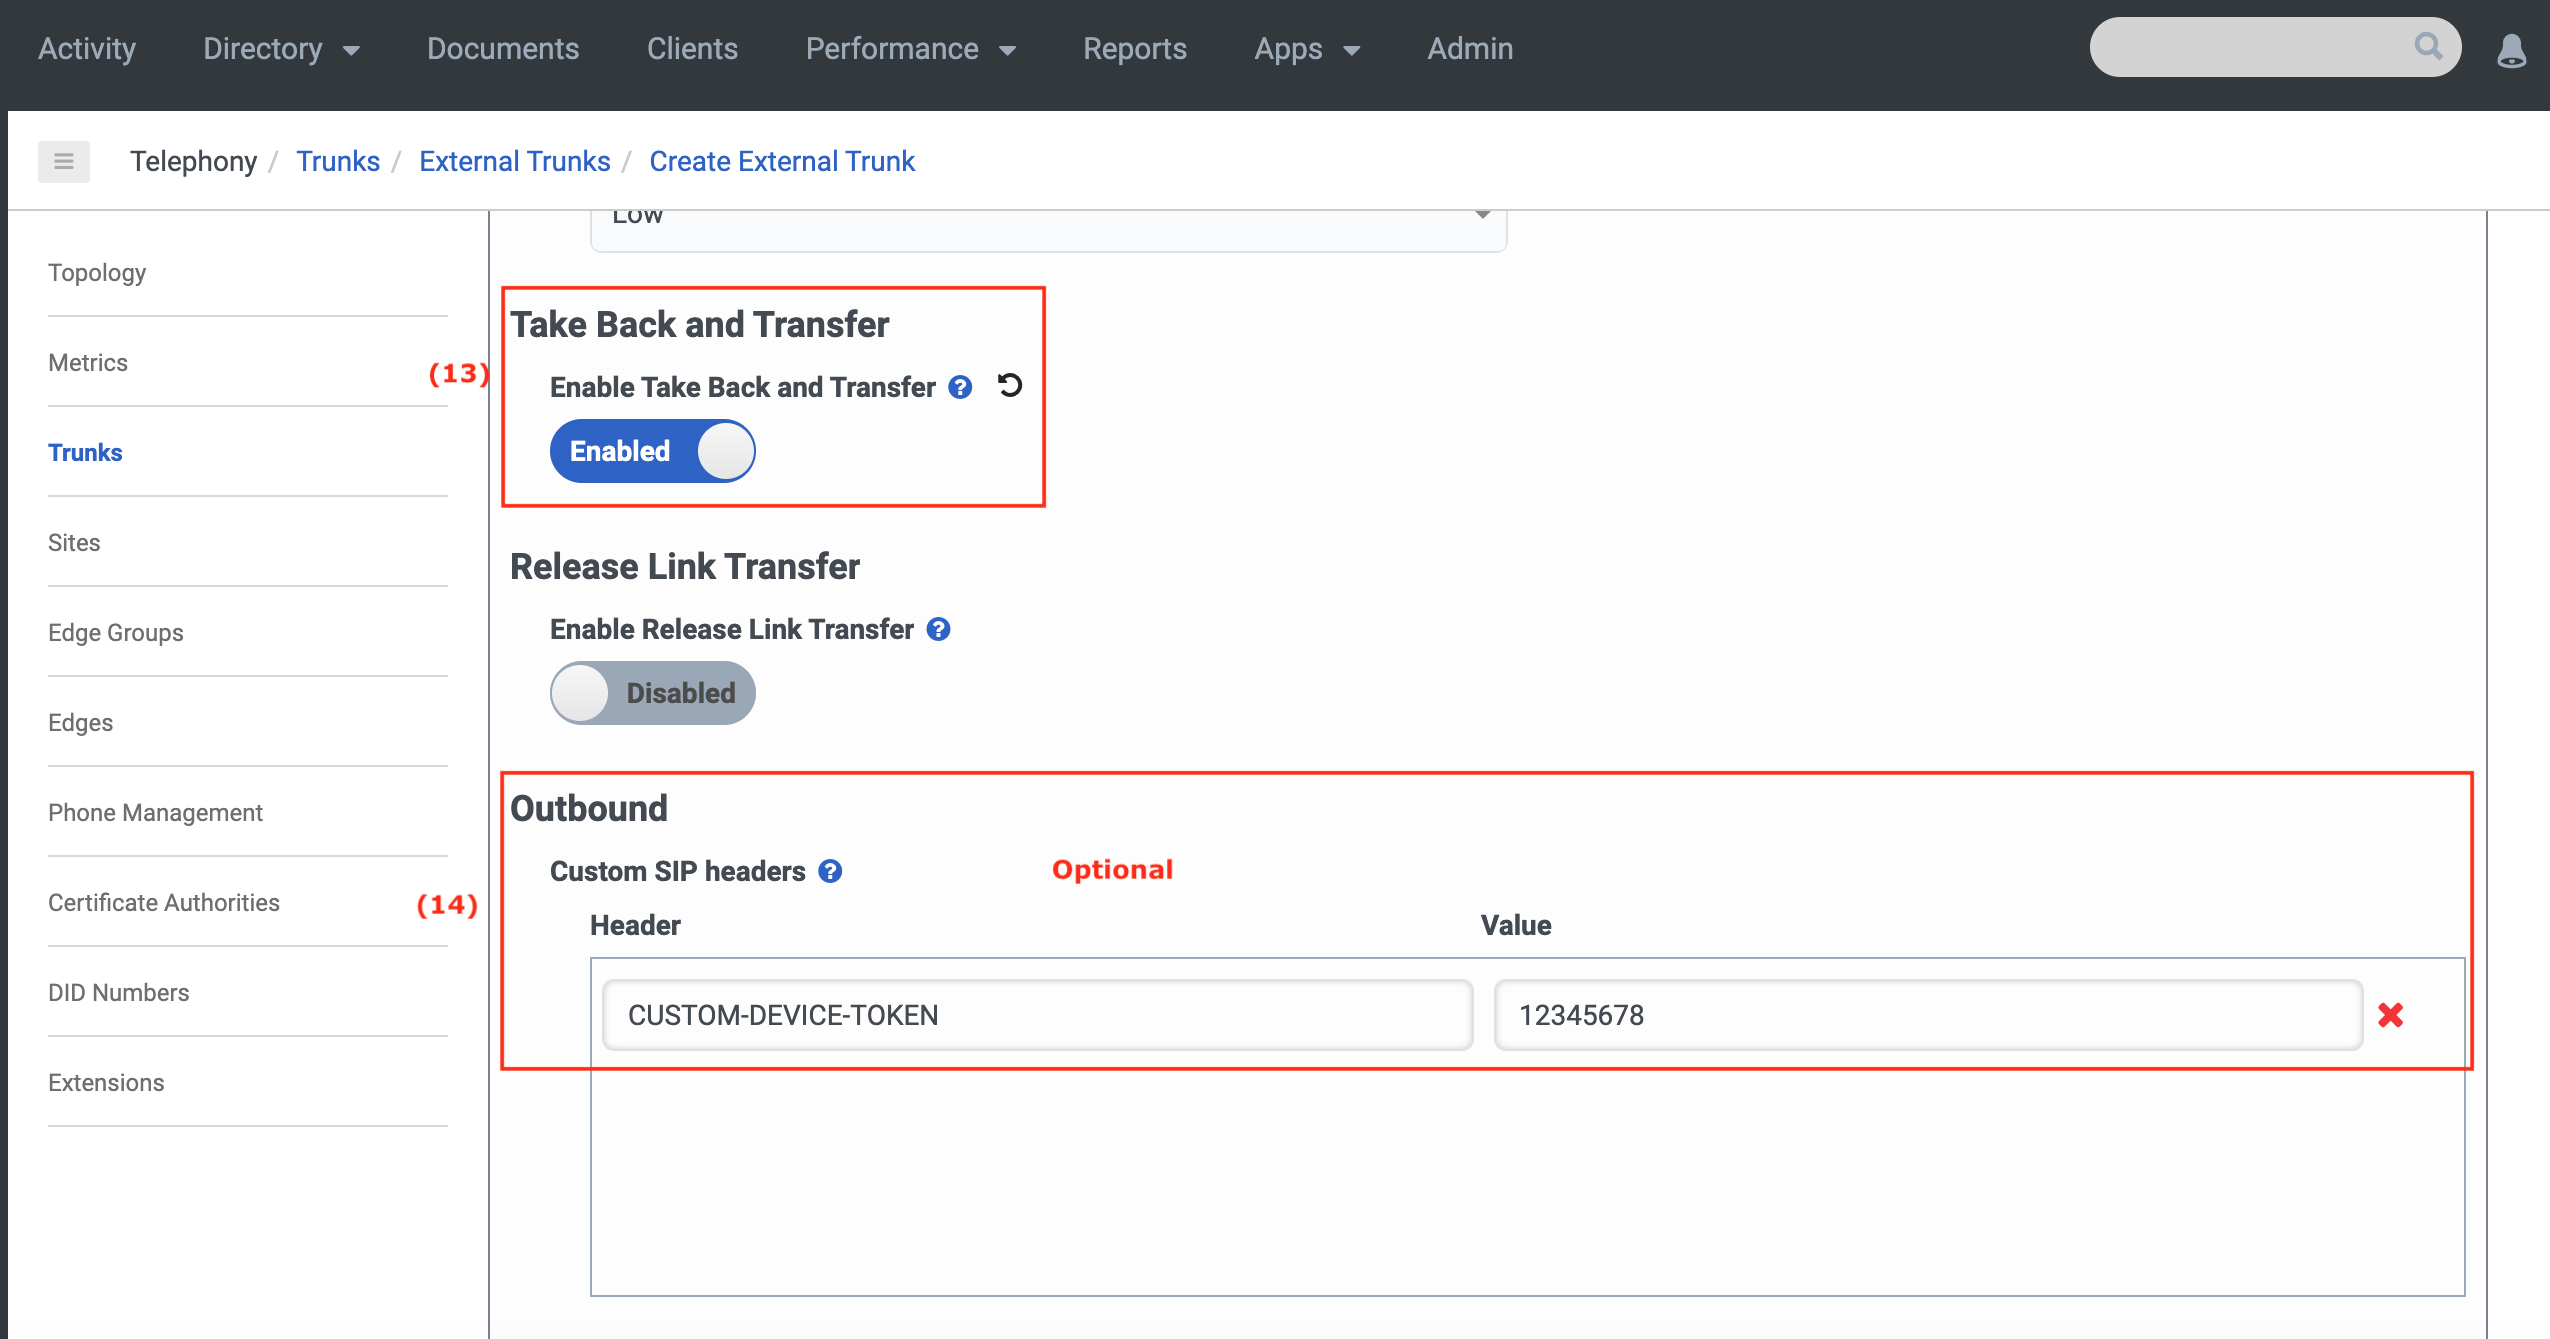 Activity Directory Documents Clients Performance Reports Apps Admin
Telephony / Trunks / External Trunks / Create External Trunk
Topology
Metrics
Trunks
Sites
Edge Groups
Edges
Phone Management
Certificate Authorities
DID Numbers
Extensions
Low
(13)
Take Back and Transfer
Enable Take Back and Transfer ?
Enabled
Release Link Transfer
Enable Release Link Transfer ?
Disabled
(14)
Outbound
Custom SIP headers ? Optional
Header Value
CUSTOM-DEVICE-TOKEN 12345678